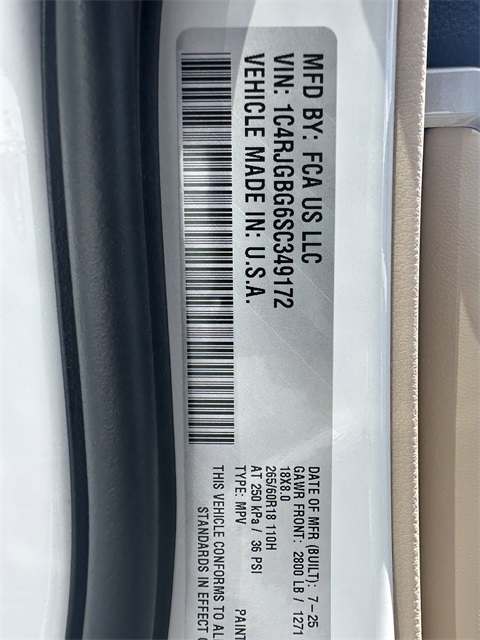 MFD BY: FCA US LLC
VIN: 1C4RJGBG6SC349172
VEHICLE MADE IN: U.S.A.
DATE OF MFR (BUILT): 7-25
GAWR FRONT: 2800 LB / 1271
18X8.0
265/60R18 110H
AT 250 kPa / 36 PSI
TYPE: MPV
PAINT
THIS VEHICLE CONFORMS TO AL
STANDARDS IN EFFECT